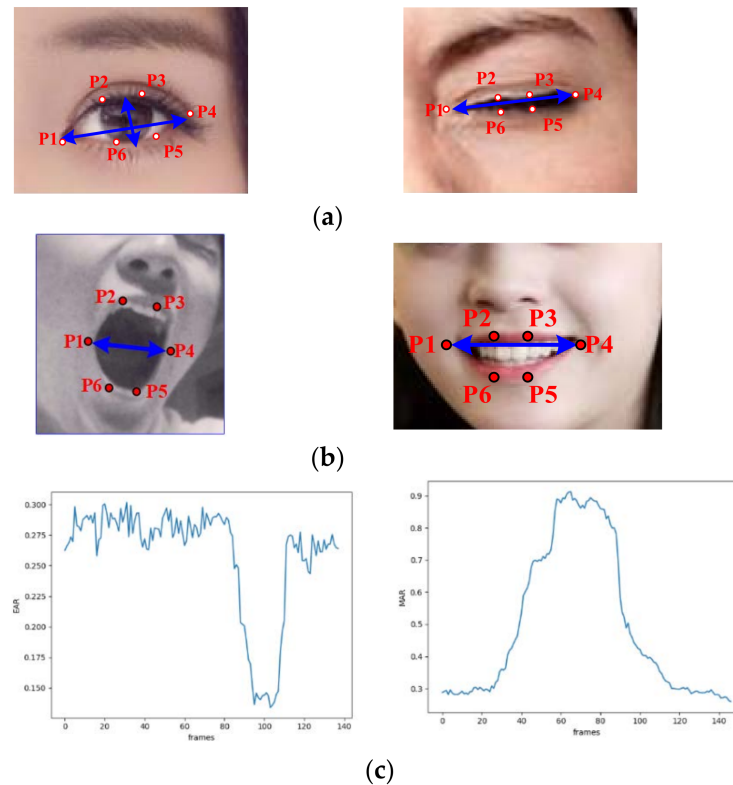 P2 P3
P4
P1
P6 P5
P2 P3
P1 P4
P6 P5
(a)
P2 P3
P1 P4
P6 P5
P2 P3
P1 P4
P6 P5
(b)
0.300
0.275
0.250
0.225
0.200
0.175
0.150
EAR
0 20 40 60 80 100 120 140
frames
0.9
0.8
0.7
0.6
0.5
0.4
0.3
MAR
0 20 40 60 80 100 120 140
frames
(c)